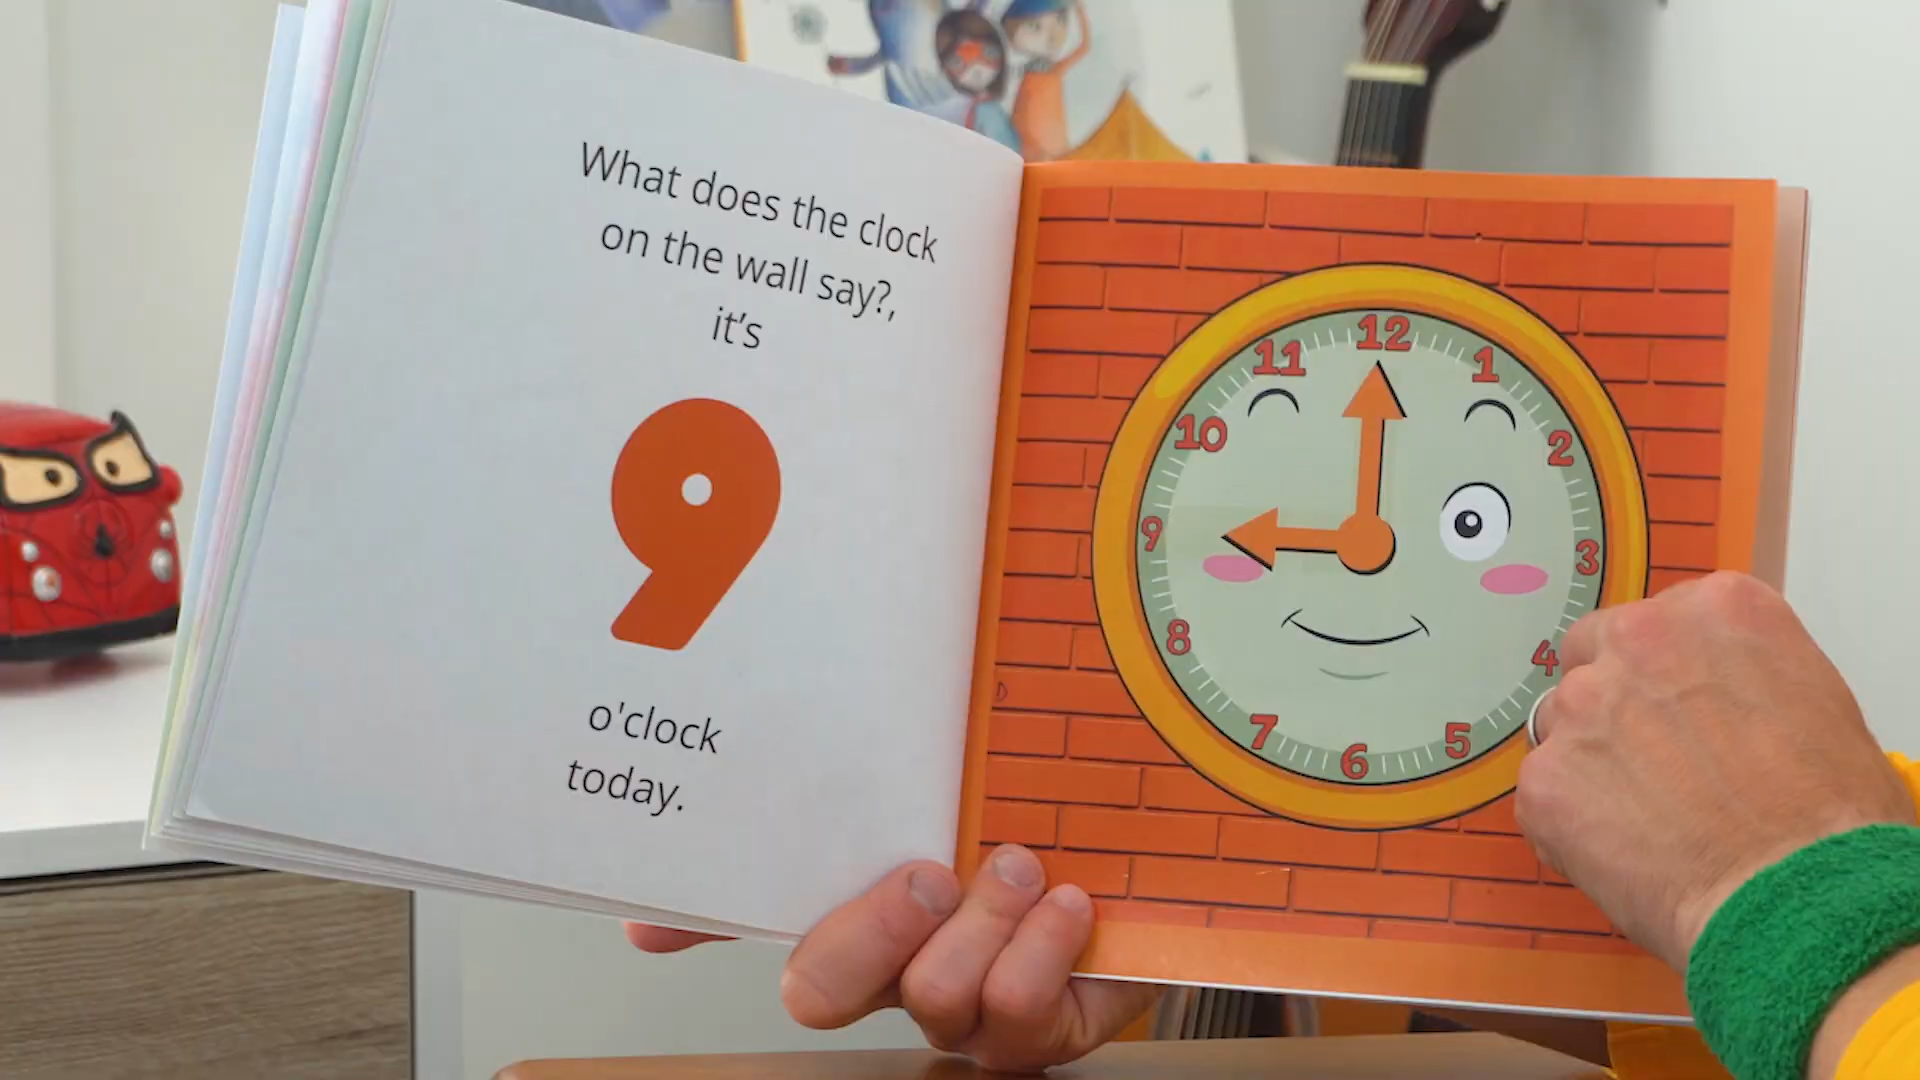 What does the clock
on the wall say?,
it's
9
o'clock
today.
12
1
2
3
4
5
6
7
8
9
10
11